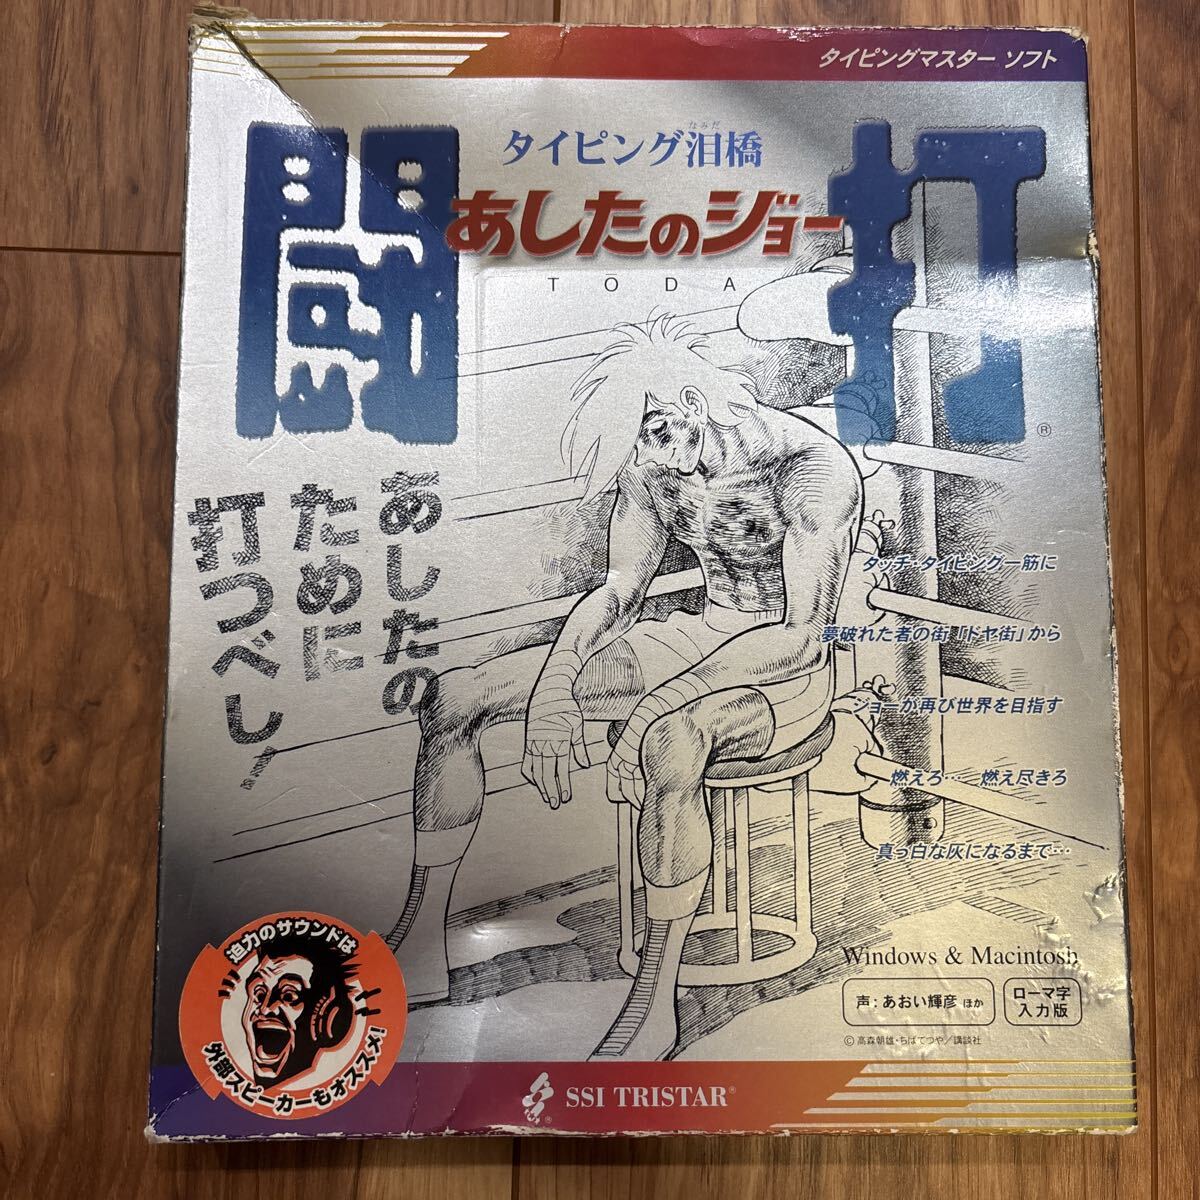 タイピングマスター ソフト
なみだ
タイピング泪橋
あしたのジョー
闘打
TŌDA
®
あしたの
ために
打つべし!
タッチ・タイピング一筋に
夢破れた者の街「ドヤ街」から
ジョーが再び世界を目指す
燃えろ… 燃え尽きろ
真っ白な灰になるまで…
Windows & Macintosh
声:あおい輝彦 ほか
ローマ字
入力版
©高森朝雄・ちばてつや/講談社
迫力のサウンドは
外部スピーカーもオススメ!
SSI TRISTAR®